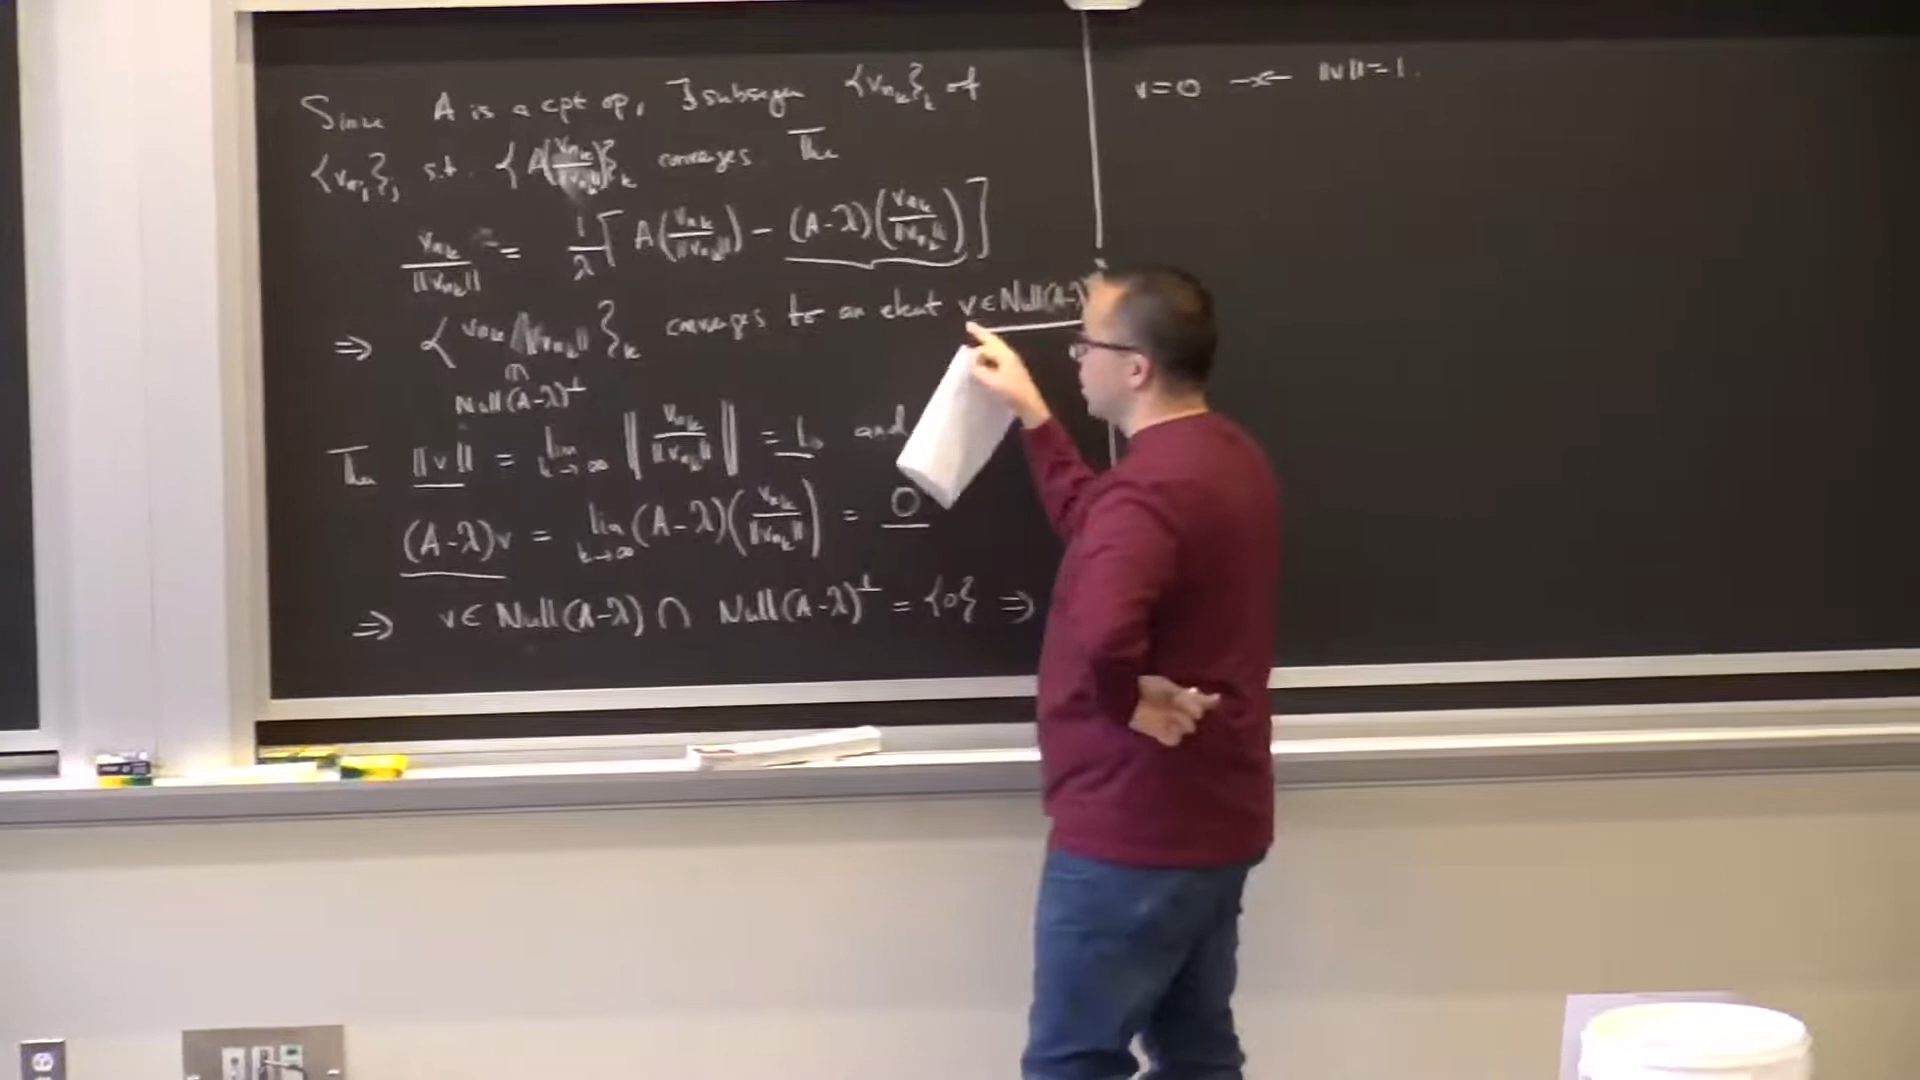 Since A is a cpt op, ∃ subseqn {v_{n_k}}_k of
{v_{n_j}}_j s.t. {A(v_{n_k}/‖v_{n_k}‖)}_k converges. Then
v_{n_k}/‖v_{n_k}‖ = 1/λ [A(v_{n_k}/‖v_{n_k}‖) - (A-λ)(v_{n_k}/‖v_{n_k}‖)]
⇒ {v_{n_k}/‖v_{n_k}‖}_k converges to an elent v∈Null(A-λ)
∩
Null(A-λ)^⊥
Then ‖v‖ = lim_{k→∞} ‖v_{n_k}/‖v_{n_k}‖‖ = 1, and
(A-λ)v = lim_{k→∞} (A-λ)(v_{n_k}/‖v_{n_k}‖) = 0
⇒ v∈ Null(A-λ) ∩ Null(A-λ)^⊥ = {0} ⇒
v=0 →← ‖v‖=1.